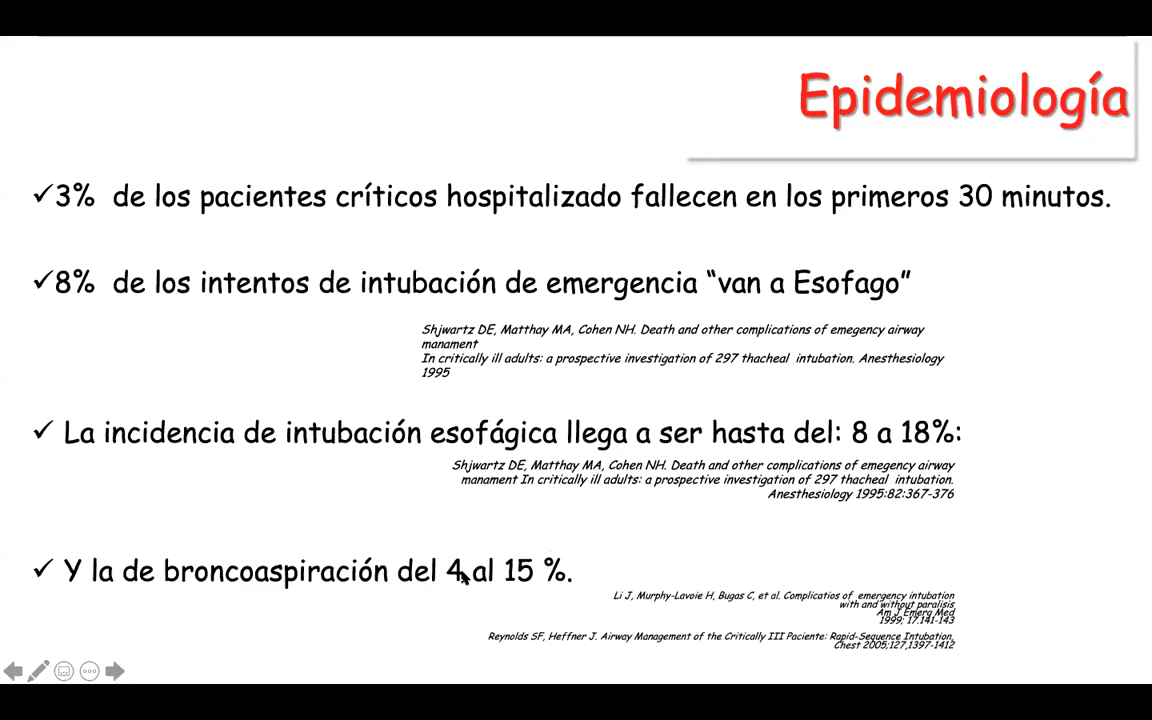 Epidemiología
✓3% de los pacientes críticos hospitalizado fallecen en los primeros 30 minutos.
✓8% de los intentos de intubación de emergencia “van a Esofago”
Shjwartz DE, Matthay MA, Cohen NH. Death and other complications of emegency airway
manament
In critically ill adults: a prospective investigation of 297 thacheal intubation. Anesthesiology
1995
✓ La incidencia de intubación esofágica llega a ser hasta del: 8 a 18%:
Shjwartz DE, Matthay MA, Cohen NH. Death and other complications of emegency airway
manament In critically ill adults: a prospective investigation of 297 thacheal intubation.
Anesthesiology 1995:82:367-376
✓ Y la de broncoaspiración del 4 al 15 %.
Li J, Murphy-Lavoie H, Bugas C, et al. Complicatios of emergency intubation
with and without paralisis
Am J Emerg Med
1999; 17.141-143
Reynolds SF, Heffner J. Airway Management of the Critically III Paciente: Rapid-Sequence Intubation.
Chest 2005;127,1397-1412